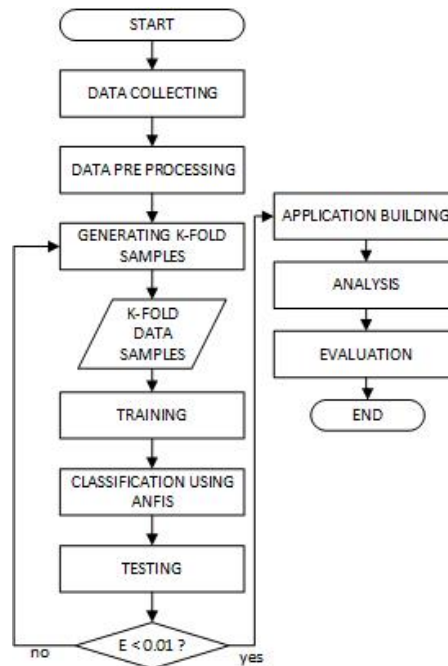 START
DATA COLLECTING
DATA PRE PROCESSING
GENERATING K-FOLD
SAMPLES
K-FOLD
DATA
SAMPLES
TRAINING
CLASSIFICATION USING
ANFIS
TESTING
E < 0.01 ?
no
yes
APPLICATION BUILDING
ANALYSIS
EVALUATION
END